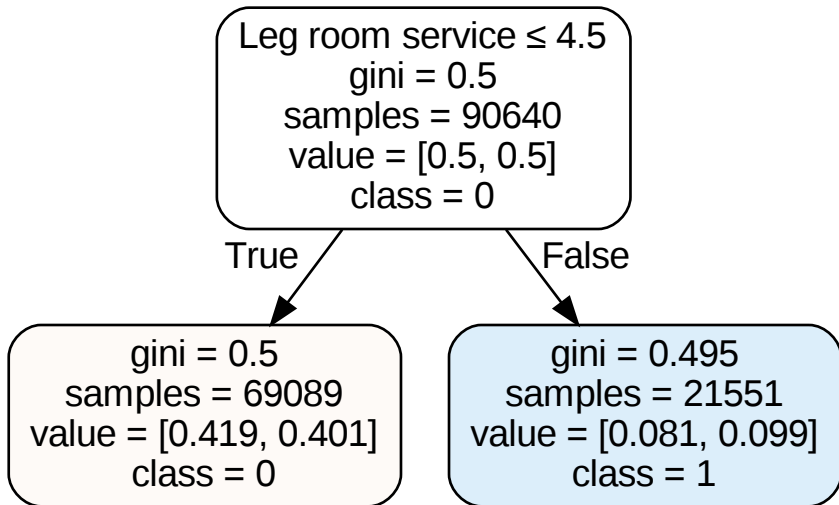 Leg room service ≤ 4.5
gini = 0.5
samples = 90640
value = [0.5, 0.5]
class = 0
True
False
gini = 0.5
samples = 69089
value = [0.419, 0.401]
class = 0
gini = 0.495
samples = 21551
value = [0.081, 0.099]
class = 1